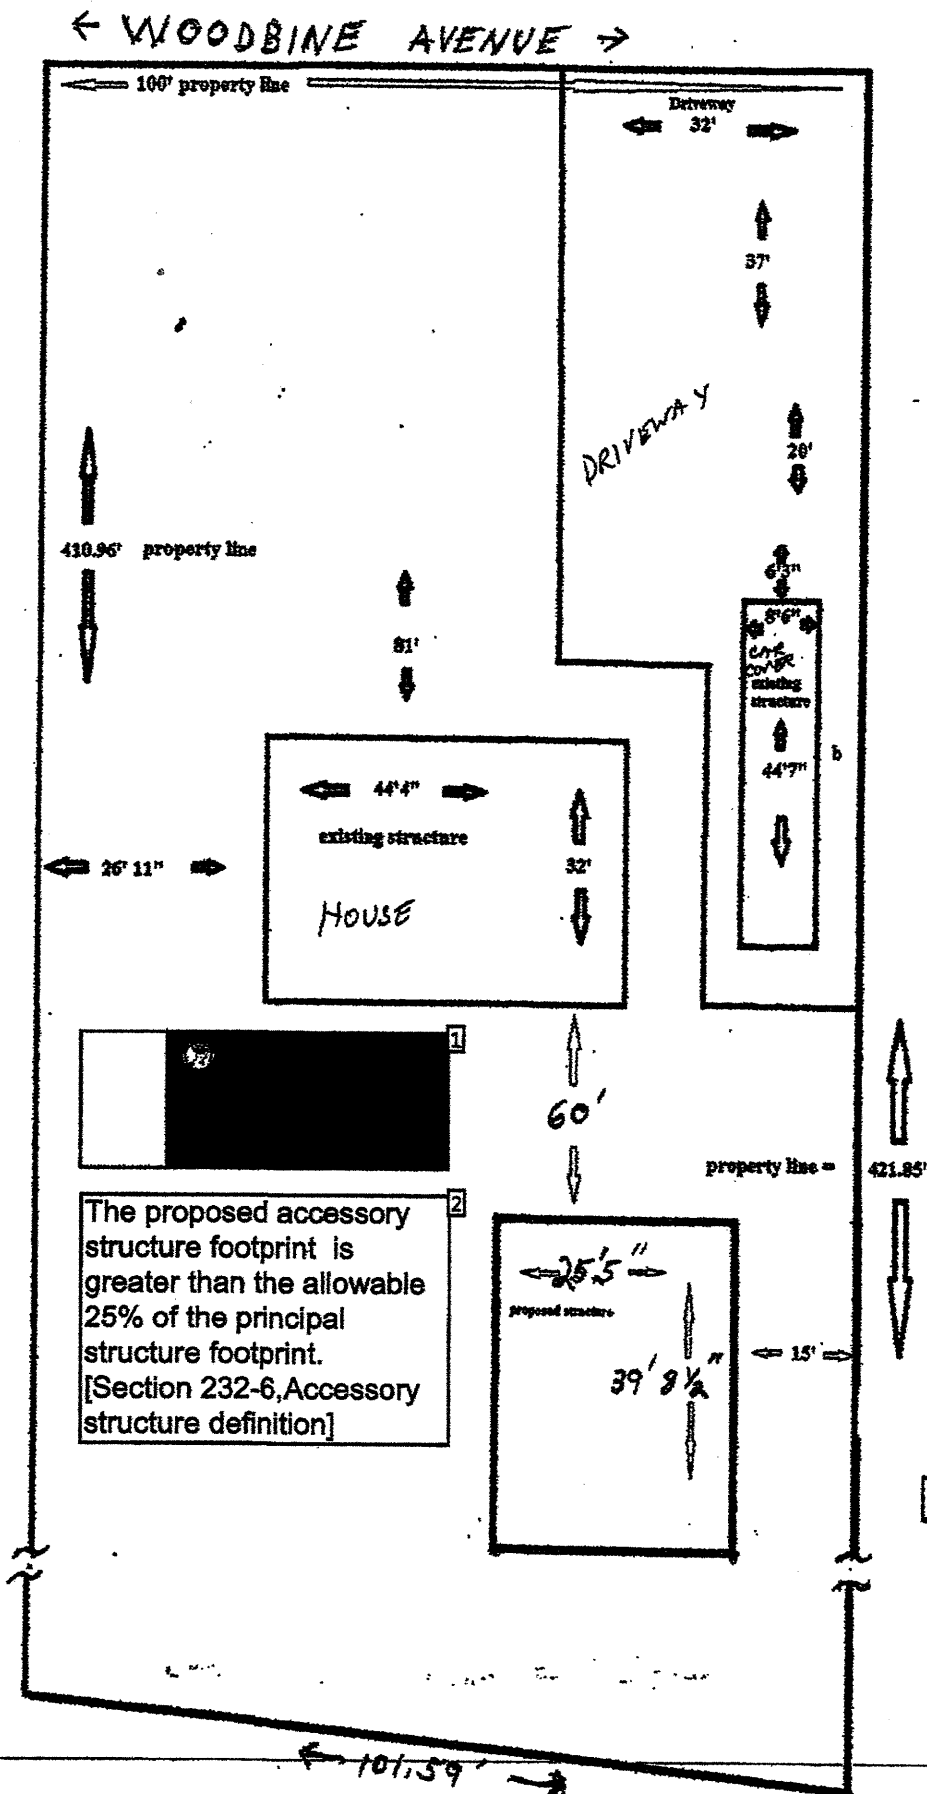 ← WOODBINE AVENUE →
100' property line
Driveway
32'
37'
DRIVEWAY
20'
410.96' property line
6'3"
8'6"
CAR
COVER
existing
structure
81'
b
44'7"
44'4"
existing structure
26' 11"
32'
HOUSE
1
60'
property line = 421.85'
2
The proposed accessory
structure footprint is
greater than the allowable
25% of the principal
structure footprint.
[Section 232-6,Accessory
structure definition]
25'.5"
proposed structure
15'
39' 8½"
101.59'